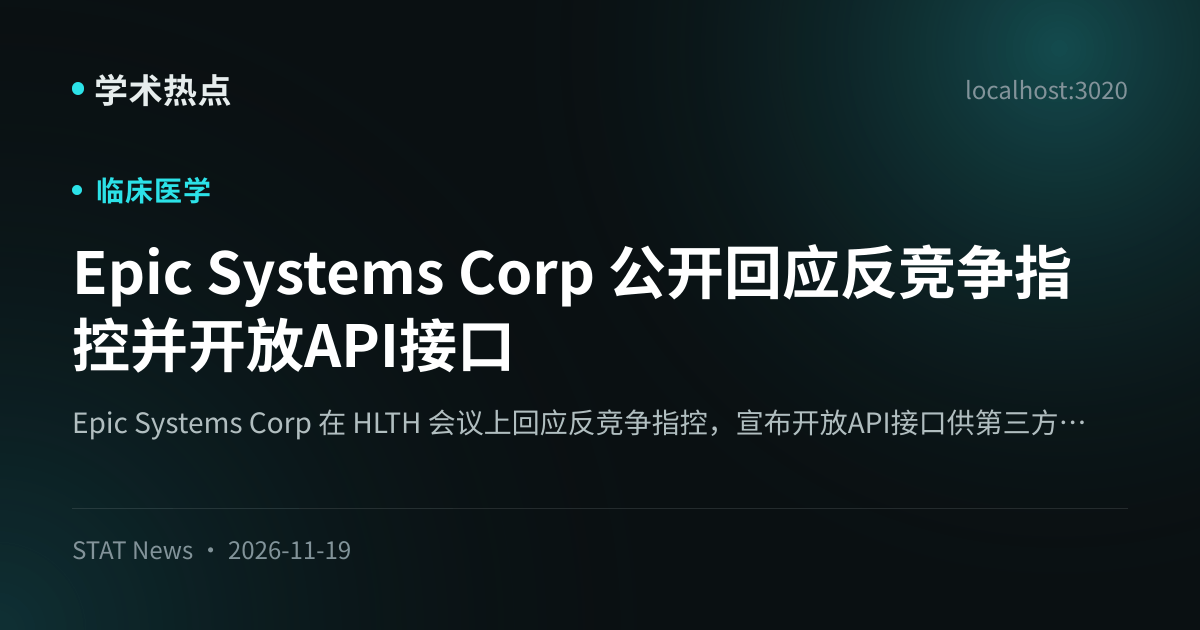 学术热点
localhost:3020
临床医学
Epic Systems Corp 公开回应反竞争指
控并开放API接口
Epic Systems Corp 在 HLTH 会议上回应反竞争指控，宣布开放API接口供第三方…
STAT News · 2026-11-19